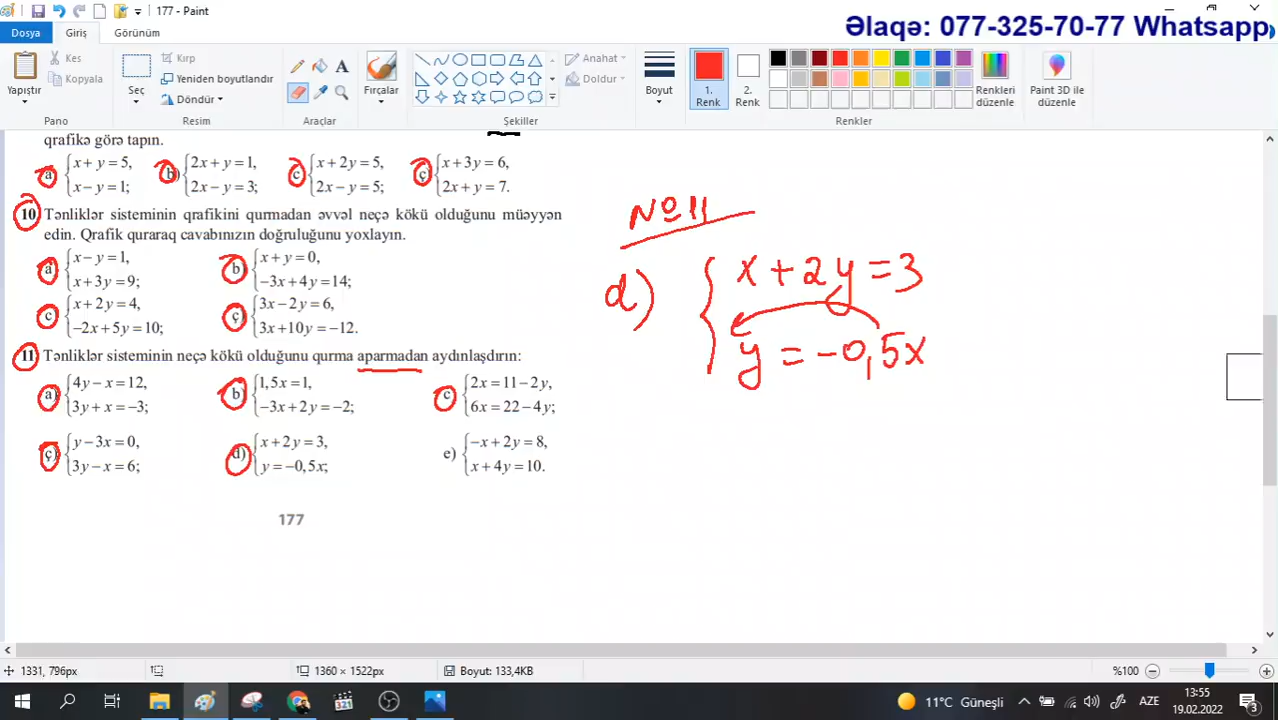 177 - Paint
Əlaqə: 077-325-70-77 Whatsapp
Dosya Giriş Görünüm
Yapıştır
Kes
Kopyala
Seç
Kırp
Yeniden boyutlandır
Döndür
A
Fırçalar
Anahat
Doldur
Boyut
1. Renk
2. Renk
Renkleri düzenle
Paint 3D ile düzenle
Pano Resim Araçlar Şekiller Renkler
qrafikə görə tapın.
a) x + y = 5, b) 2x + y = 1, c) x + 2y = 5, ç) x + 3y = 6,
x – y = 1; 2x – y = 3; 2x – y = 5; 2x + y = 7.
10. Tənliklər sisteminin qrafikini qurmadan əvvəl neçə kökü olduğunu müəyyən
edin. Qrafik quraraq cavabınızın doğruluğunu yoxlayın.
a) x – y = 1, b) x + y = 0,
x + 3y = 9; –3x + 4y = 14;
c) x + 2y = 4, ç) 3x – 2y = 6,
–2x + 5y = 10; 3x + 10y = –12.
11. Tənliklər sisteminin neçə kökü olduğunu qurma aparmadan aydınlaşdırın:
a) 4y – x = 12, b) 1,5x = 1, c) 2x = 11 – 2y,
3y + x = –3; –3x + 2y = –2; 6x = 22 – 4y;
ç) y – 3x = 0, d) x + 2y = 3, e) –x + 2y = 8,
3y – x = 6; y = –0,5x; x + 4y = 10.
177
№ 11
d) x + 2y = 3
y = -0,5x
1331, 796px
1360 × 1522px
Boyut: 133,4KB
%100
11°C Güneşli
AZE
13:55
19.02.2022
3